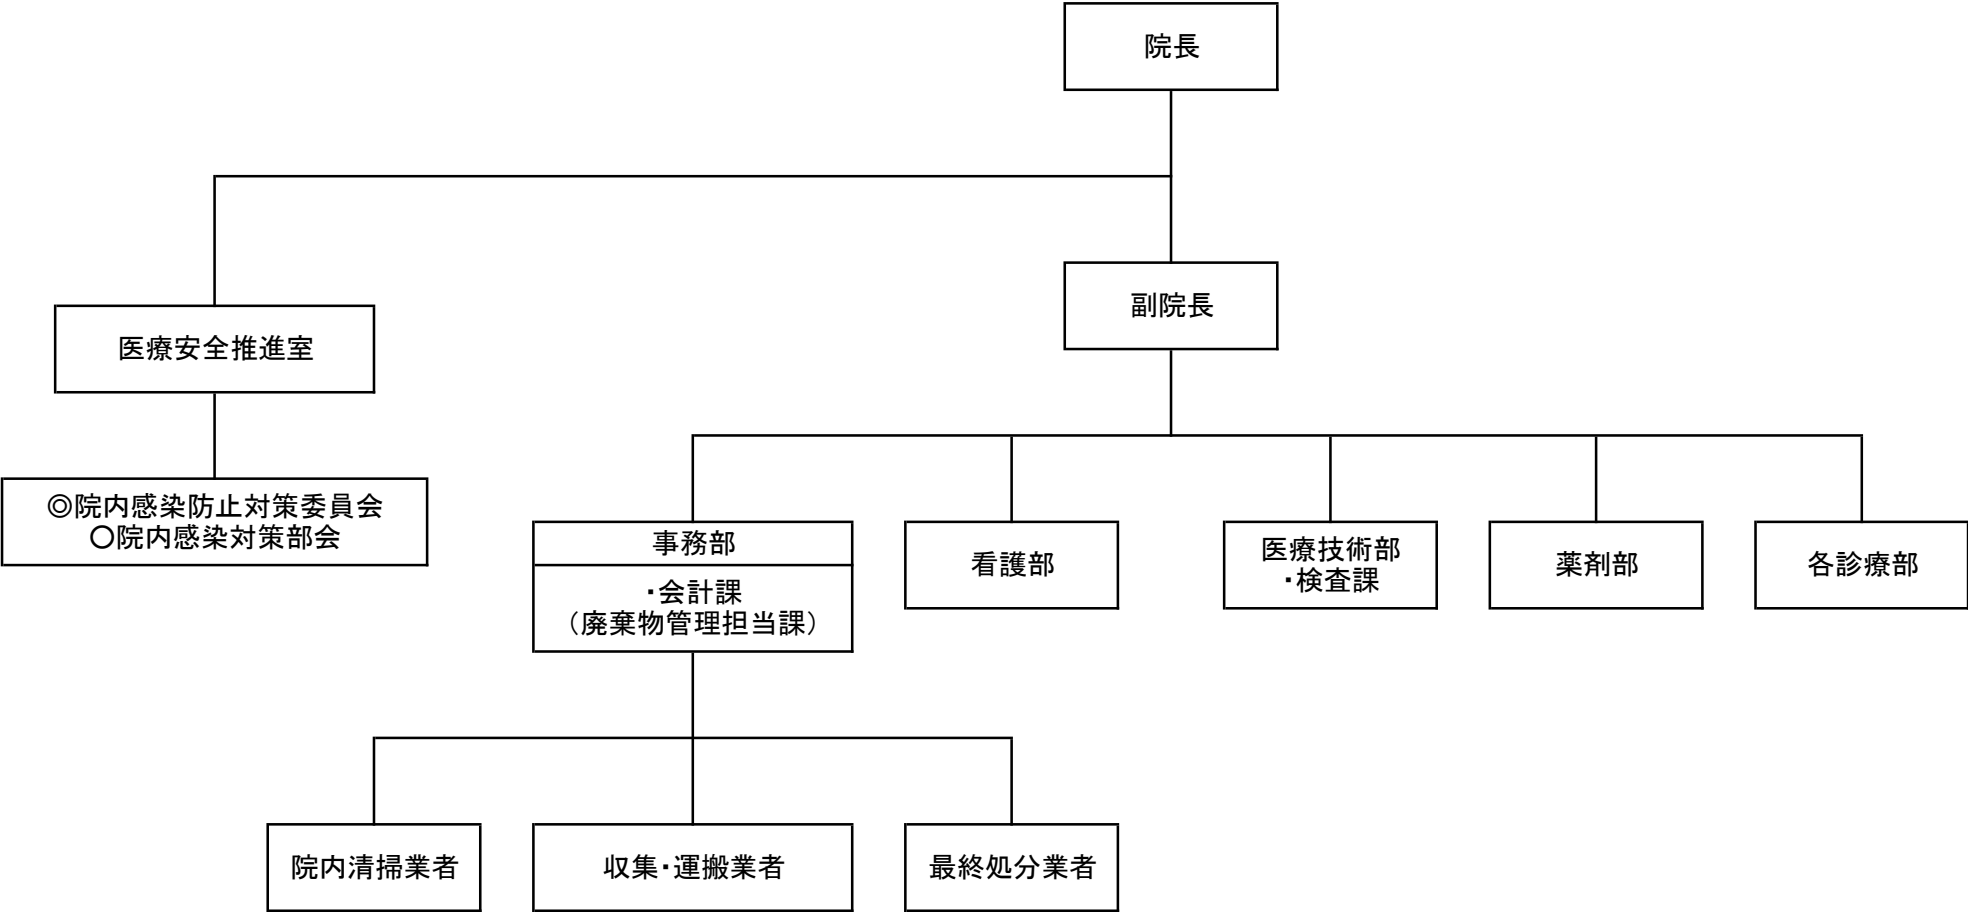 院長
副院長
医療安全推進室
◎院内感染防止対策委員会
〇院内感染対策部会
事務部
・会計課
（廃棄物管理担当課）
看護部
医療技術部
・検査課
薬剤部
各診療部
院内清掃業者
収集・運搬業者
最終処分業者